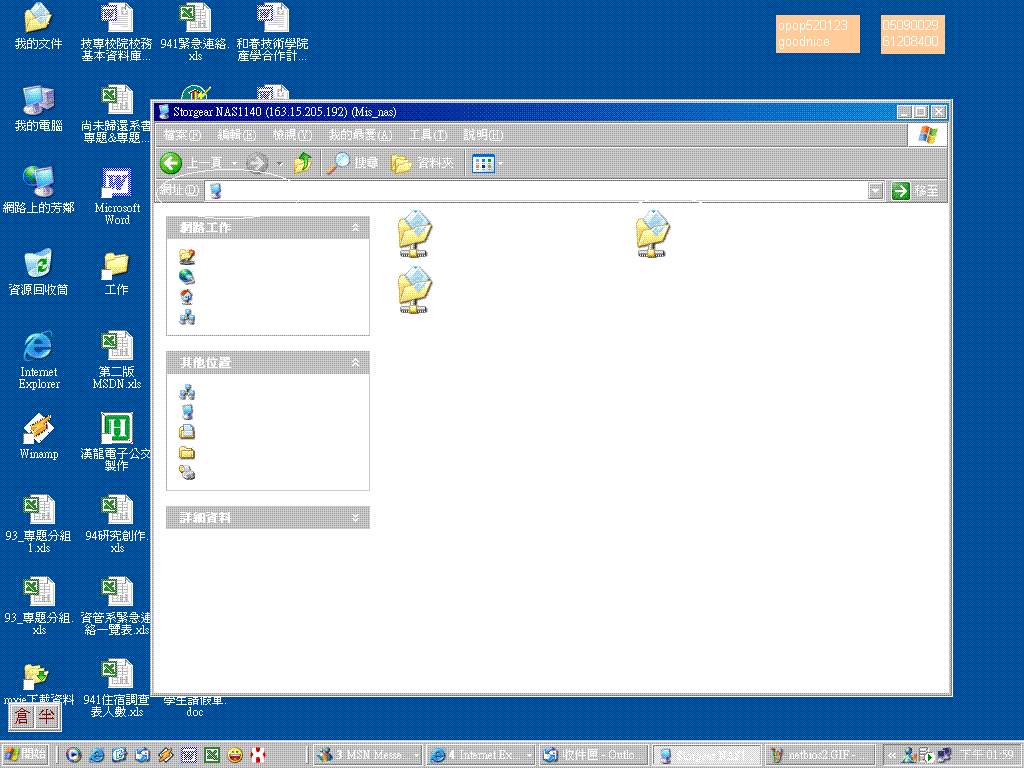 我的文件
技專校院校務
基本資料庫...
941緊急連絡.
xls
和春技術學院
產學合作計...
opop520123
goodnice
05090029
61208400
我的電腦
尚未歸還系書
專題&專題...
Storgear NAS1140 (163.15.205.192) (Mis_nas)
檔案(F) 編輯(E) 檢視(V) 我的最愛(A) 工具(T) 說明(H)
上一頁 搜尋 資料夾
網址(D) 移至
網路上的芳鄰
Microsoft
Word
網路工作
資源回收筒
工作
Internet
Explorer
第二版
MSDN.xls
其他位置
Winamp
漢龍電子公文
製作
詳細資料
93_專題分組
1.xls
94研究創作.
xls
93_專題分組.
xls
資管系緊急連
絡一覽表.xls
mxie下載資料
941住宿調查
表人數.xls
學生請假單.
doc
倉 半
開始
3 MSN Messe...
4 Internet Ex...
收件匣 - Outlo...
Storgear NAS1...
netbios2.GIF - ...
下午 01:59